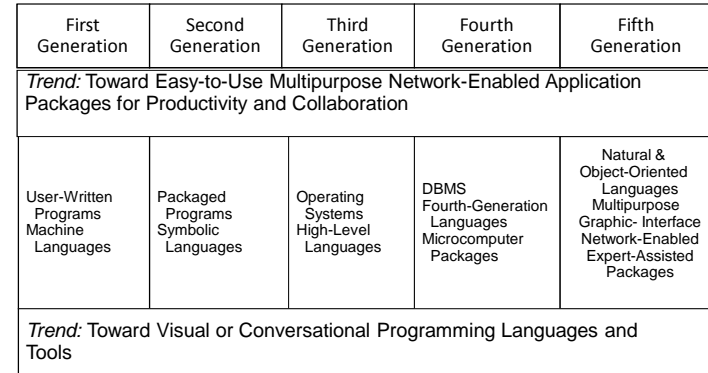 First
Generation
Second
Generation
Third
Generation
Fourth
Generation
Fifth
Generation
Trend: Toward Easy-to-Use Multipurpose Network-Enabled Application
Packages for Productivity and Collaboration
User-Written
Programs
Machine
Languages
Packaged
Programs
Symbolic
Languages
Operating
Systems
High-Level
Languages
DBMS
Fourth-Generation
Languages
Microcomputer
Packages
Natural &
Object-Oriented
Languages
Multipurpose
Graphic- Interface
Network-Enabled
Expert-Assisted
Packages
Trend: Toward Visual or Conversational Programming Languages and
Tools